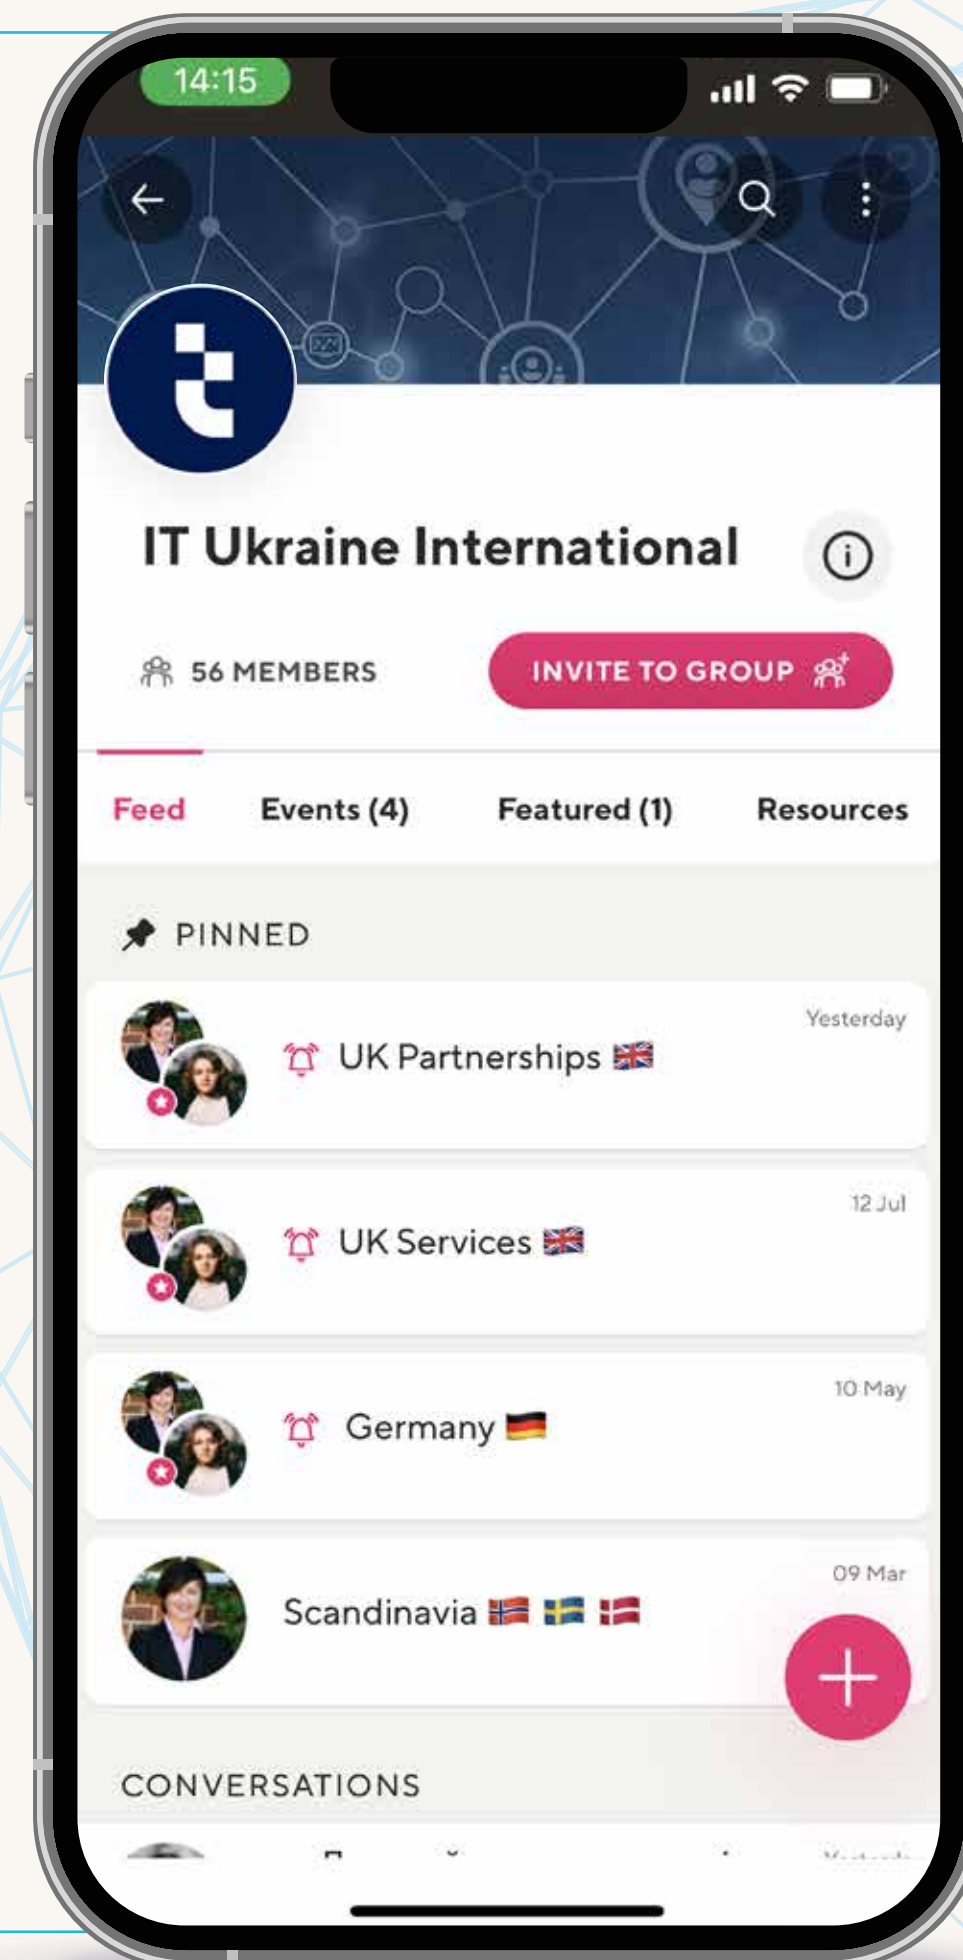 14:15
IT Ukraine International
56 MEMBERS
INVITE TO GROUP
Feed
Events (4)
Featured (1)
Resources
PINNED
Yesterday
UK Partnerships
12 Jul
UK Services
10 May
Germany
09 Mar
Scandinavia
CONVERSATIONS